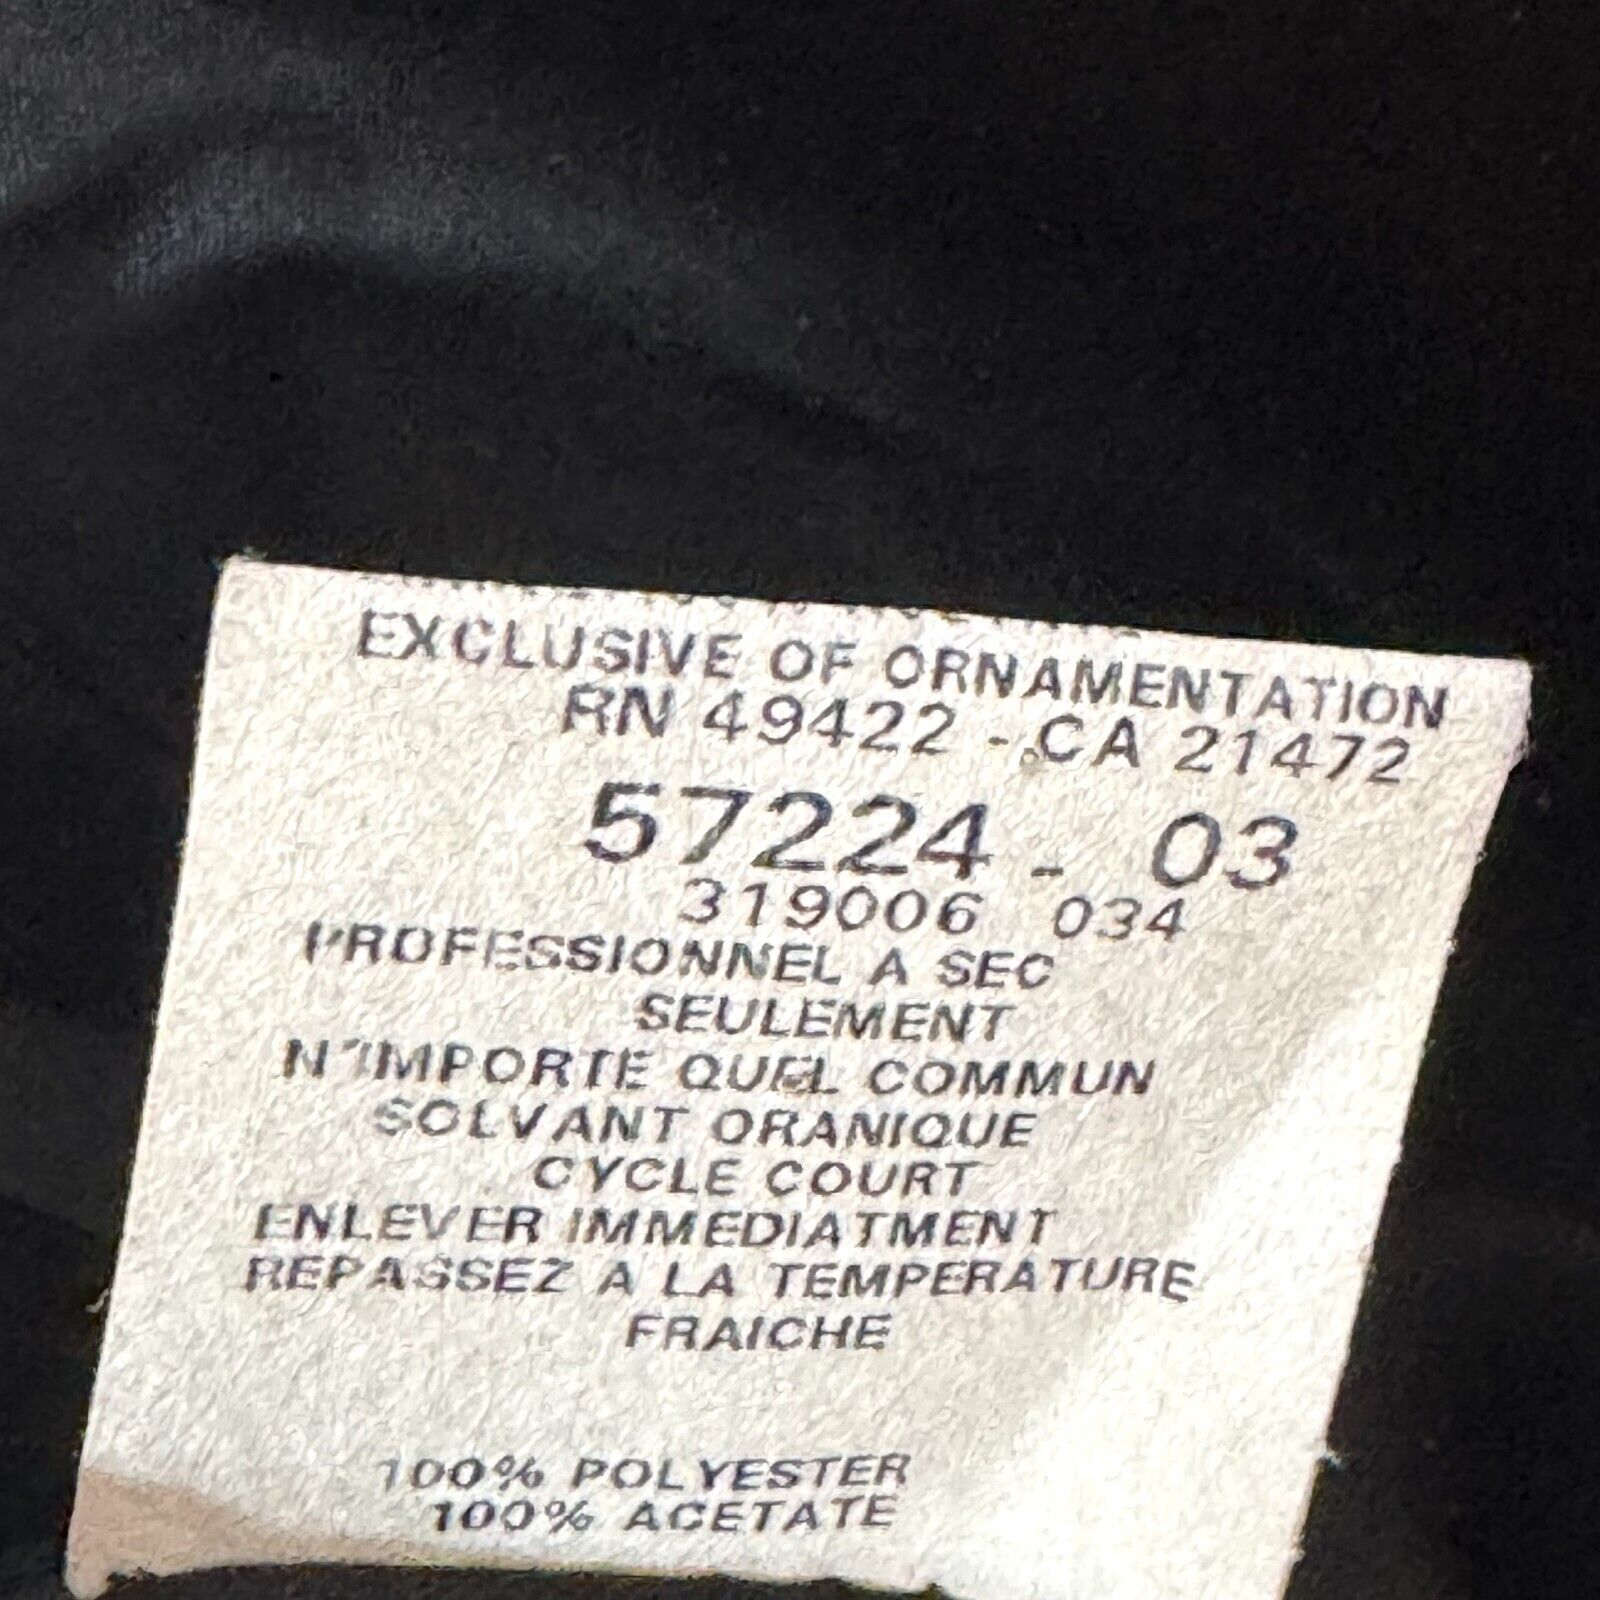 EXCLUSIVE OF ORNAMENTATION
RN 49422 - CA 21472
57224 - 03
319006 034
PROFESSIONNEL A SEC
SEULEMENT
N'IMPORTE QUEL COMMUN
SOLVANT ORANIQUE
CYCLE COURT
ENLEVER IMMEDIATMENT
REPASSEZ A LA TEMPERATURE
FRAICHE
100% POLYESTER
100% ACETATE